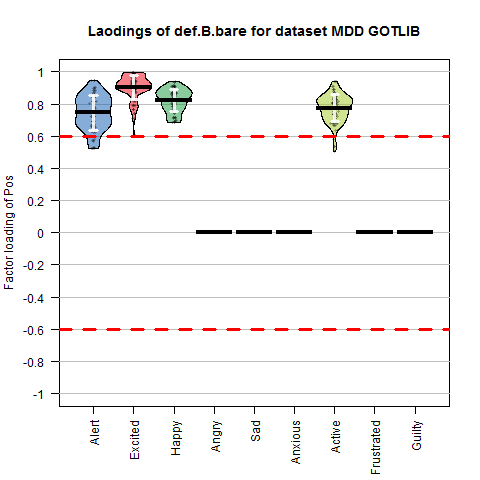 Laodings of def.B.bare for dataset MDD GOTLIB
Factor loading of Pos
1
0.8
0.6
0.4
0.2
0
-0.2
-0.4
-0.6
-0.8
-1
Alert
Excited
Happy
Angry
Sad
Anxious
Active
Frustrated
Guilty